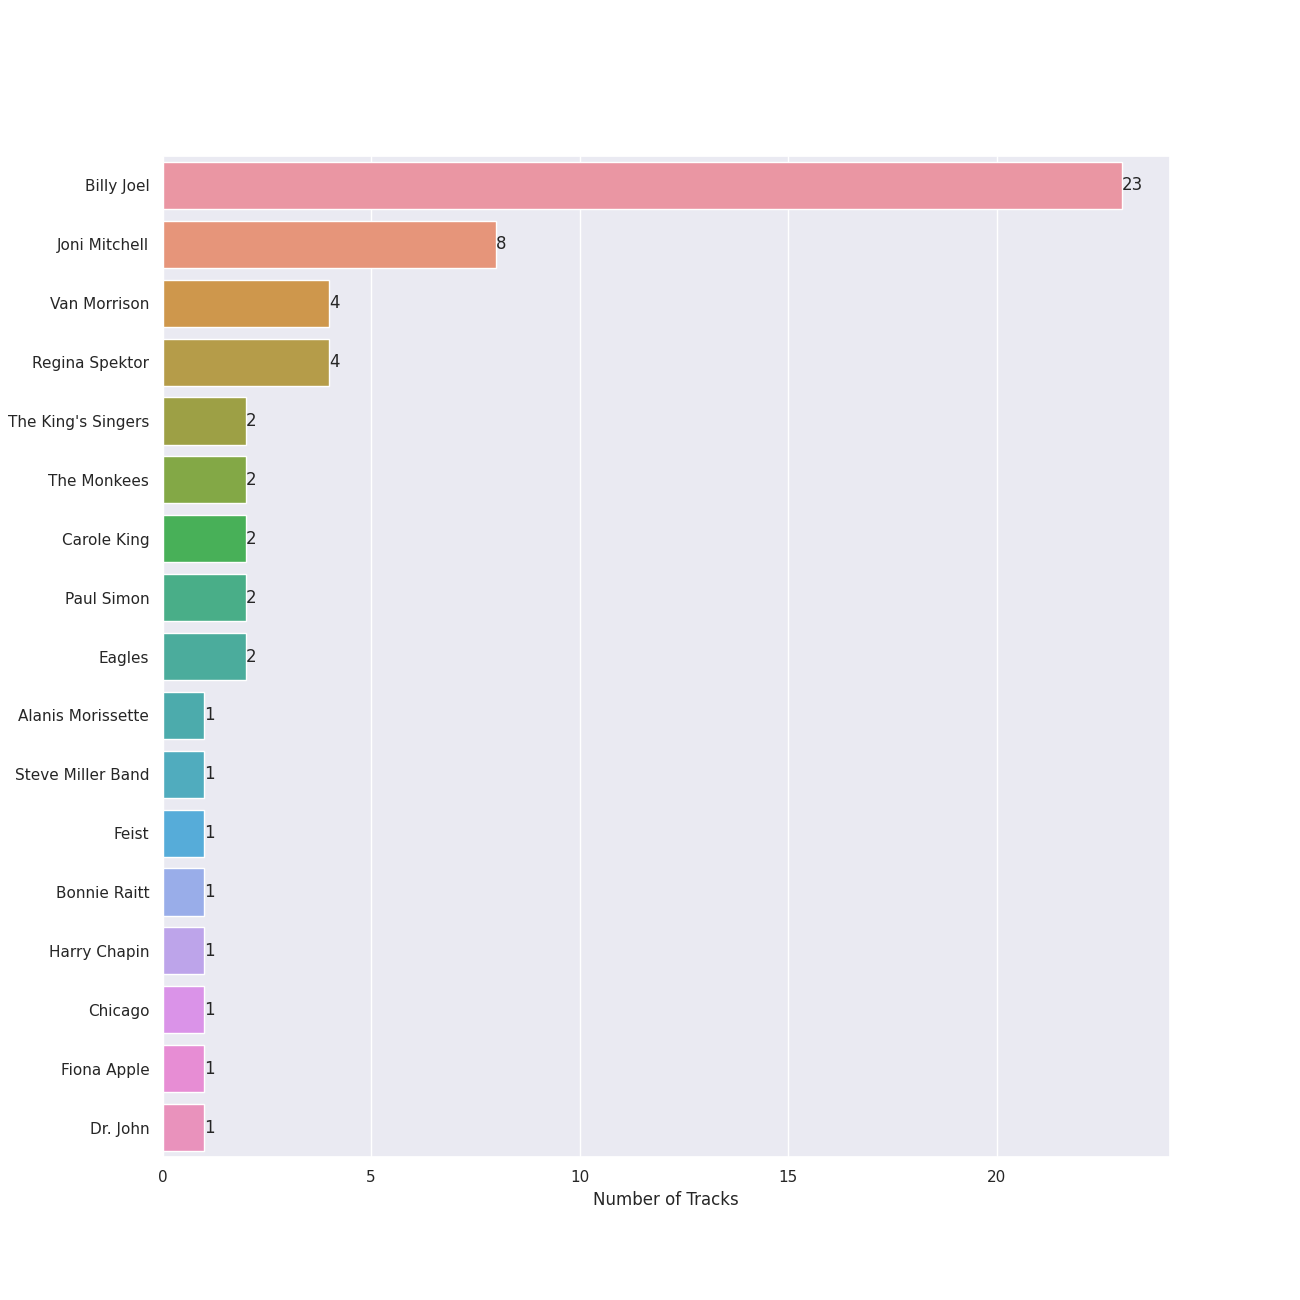 Billy Joel 23
Joni Mitchell 8
Van Morrison 4
Regina Spektor 4
The King's Singers 2
The Monkees 2
Carole King 2
Paul Simon 2
Eagles 2
Alanis Morissette 1
Steve Miller Band 1
Feist 1
Bonnie Raitt 1
Harry Chapin 1
Chicago 1
Fiona Apple 1
Dr. John 1
0 5 10 15 20
Number of Tracks